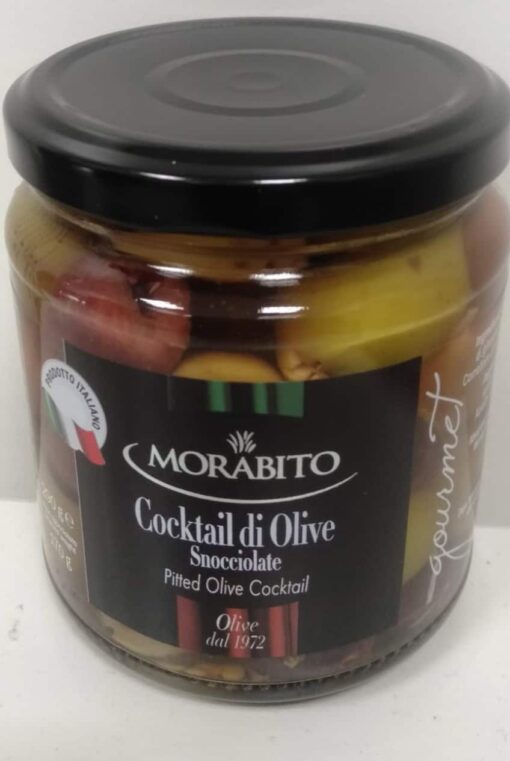 PRODOTTO ITALIANO
MORABITO
Cocktail di Olive
Snocciolate
Pitted Olive Cocktail
Olive
dal 1972
gourmet